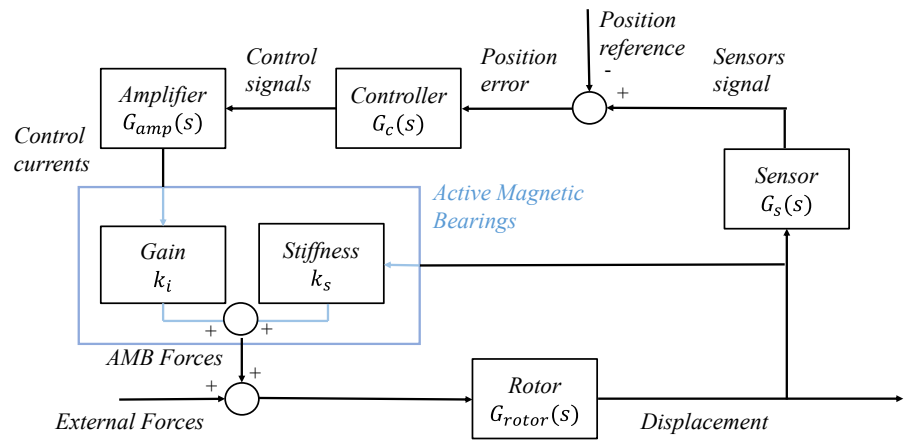 Position
reference
-
+
Sensors
signal
Position
error
Control
signals
Amplifier
G_amp(s)
Controller
G_c(s)
Control
currents
Sensor
G_s(s)
Active Magnetic
Bearings
Gain
k_i
Stiffness
k_s
+
+
AMB Forces
+
+
External Forces
Rotor
G_rotor(s)
Displacement